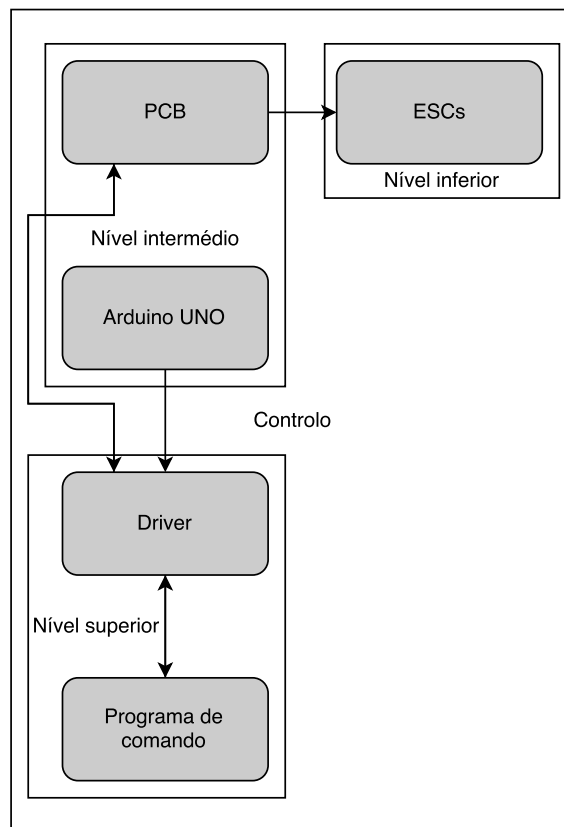 PCB
ESCs
Nível inferior
Nível intermédio
Arduino UNO
Controlo
Driver
Nível superior
Programa de
comando